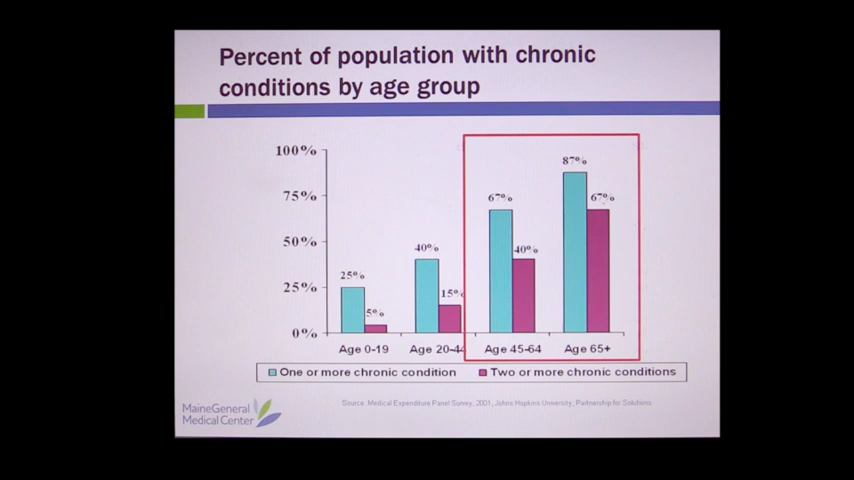 Percent of population with chronic
conditions by age group
100%
75%
50%
25%
0%
25%
5%
40%
15%
67%
40%
87%
67%
Age 0-19
Age 20-44
Age 45-64
Age 65+
One or more chronic condition
Two or more chronic conditions
Source: Medical Expenditure Panel Survey, 2001, Johns Hopkins University, Partnership for Solutions
MaineGeneral
Medical Center